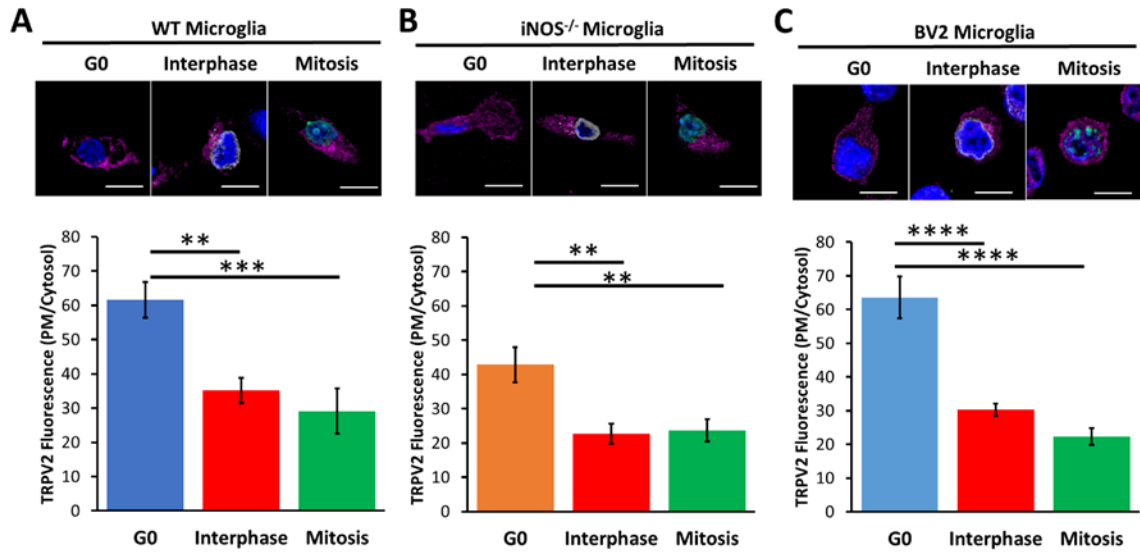 A
WT Microglia
G0 Interphase Mitosis
TRPV2 Fluorescence (PM/Cytosol)
80
70
60
50
40
30
20
10
0
**
***
G0 Interphase Mitosis
B
iNOS-/- Microglia
G0 Interphase Mitosis
TRPV2 Fluorescence (PM/Cytosol)
80
70
60
50
40
30
20
10
0
**
**
G0 Interphase Mitosis
C
BV2 Microglia
G0 Interphase Mitosis
TRPV2 Fluorescence (PM/Cytosol)
80
70
60
50
40
30
20
10
0
****
****
G0 Interphase Mitosis